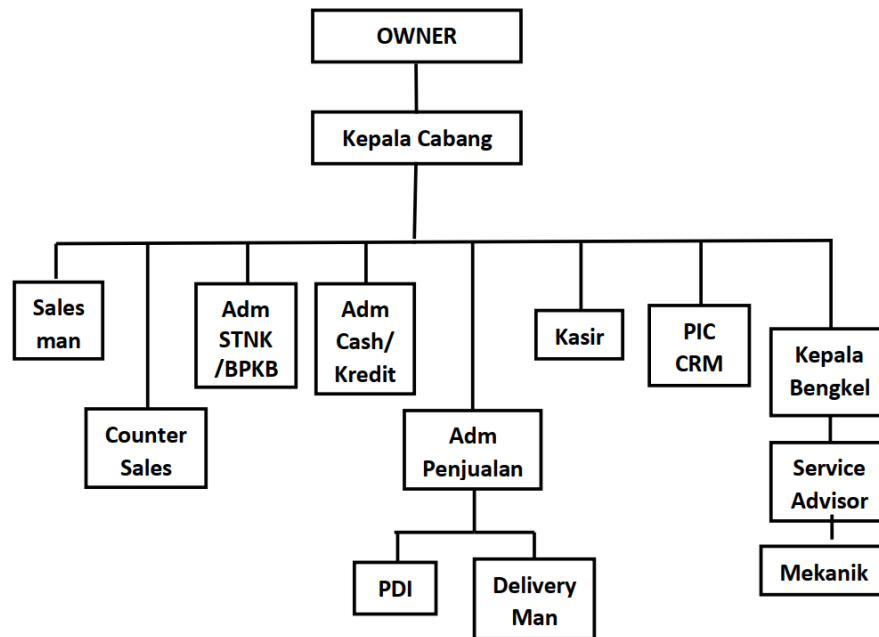 OWNER
Kepala Cabang
Sales
man
Counter
Sales
Adm
STNK
/BPKB
Adm
Cash/
Kredit
Adm
Penjualan
PDI
Delivery
Man
Kasir
PIC
CRM
Kepala
Bengkel
Service
Advisor
Mekanik